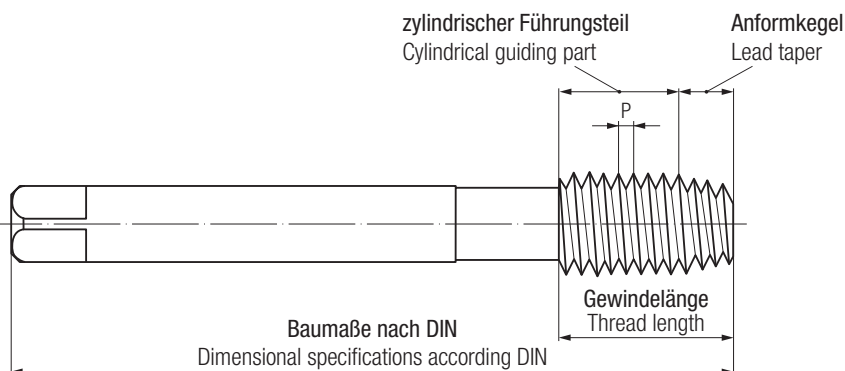 zylindrischer Führungsteil
Cylindrical guiding part
Anformkegel
Lead taper
P
Gewindelänge
Thread length
Baumaße nach DIN
Dimensional specifications according DIN